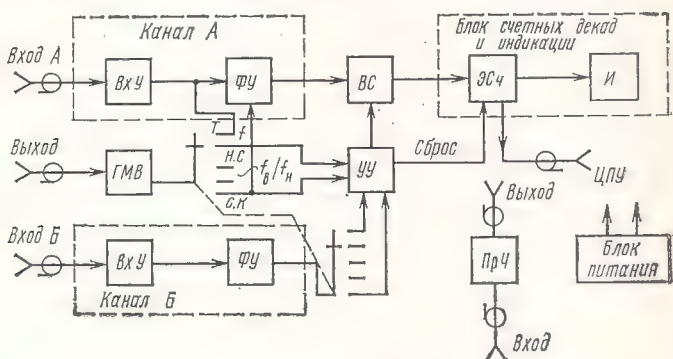 Канал А
Блок счетных декад
и индикации
Вход А
ВхУ
ФУ
ВС
ЭСч
И
Т
f
Выход
ГМВ
н.с
fв/fн
с.к
УУ
Сброс
ЦПУ
Выход
Вход Б
ВхУ
ФУ
Канал Б
ПрЧ
Блок
питания
Вход